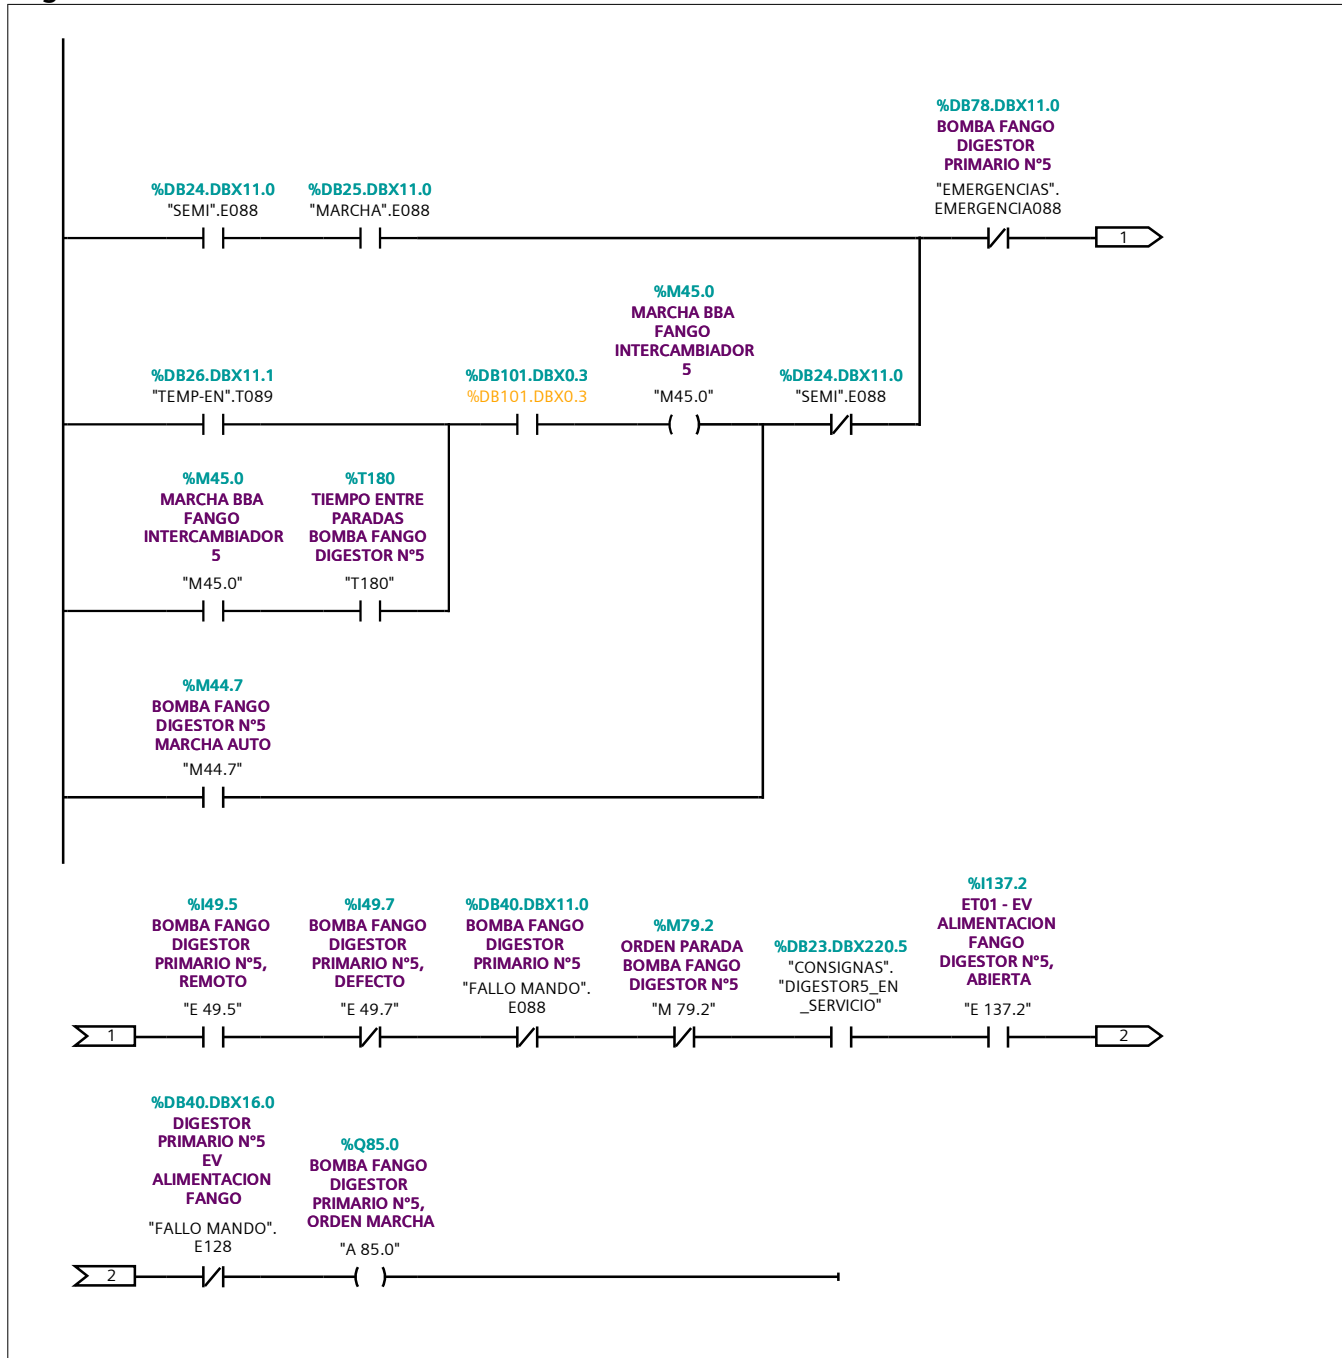 %DB78.DBX11.0
BOMBA FANGO
DIGESTOR
PRIMARIO N°5
"EMERGENCIAS".
EMERGENCIA088
%DB24.DBX11.0
"SEMI".E088
%DB25.DBX11.0
"MARCHA".E088
1
%M45.0
MARCHA BBA
FANGO
INTERCAMBIADOR
5
"M45.0"
%DB26.DBX11.1
"TEMP-EN".T089
%DB101.DBX0.3
%DB101.DBX0.3
%DB24.DBX11.0
"SEMI".E088
%M45.0
MARCHA BBA
FANGO
INTERCAMBIADOR
5
"M45.0"
%T180
TIEMPO ENTRE
PARADAS
BOMBA FANGO
DIGESTOR N°5
"T180"
%M44.7
BOMBA FANGO
DIGESTOR N°5
MARCHA AUTO
"M44.7"
1
%I49.5
BOMBA FANGO
DIGESTOR
PRIMARIO N°5,
REMOTO
"E 49.5"
%I49.7
BOMBA FANGO
DIGESTOR
PRIMARIO N°5,
DEFECTO
"E 49.7"
%DB40.DBX11.0
BOMBA FANGO
DIGESTOR
PRIMARIO N°5
"FALLO MANDO".
E088
%M79.2
ORDEN PARADA
BOMBA FANGO
DIGESTOR N°5
"M 79.2"
%DB23.DBX220.5
"CONSIGNAS".
"DIGESTOR5_EN
_SERVICIO"
%I137.2
ET01 - EV
ALIMENTACION
FANGO
DIGESTOR N°5,
ABIERTA
"E 137.2"
2
2
%DB40.DBX16.0
DIGESTOR
PRIMARIO N°5
EV
ALIMENTACION
FANGO
"FALLO MANDO".
E128
%Q85.0
BOMBA FANGO
DIGESTOR
PRIMARIO N°5,
ORDEN MARCHA
"A 85.0"